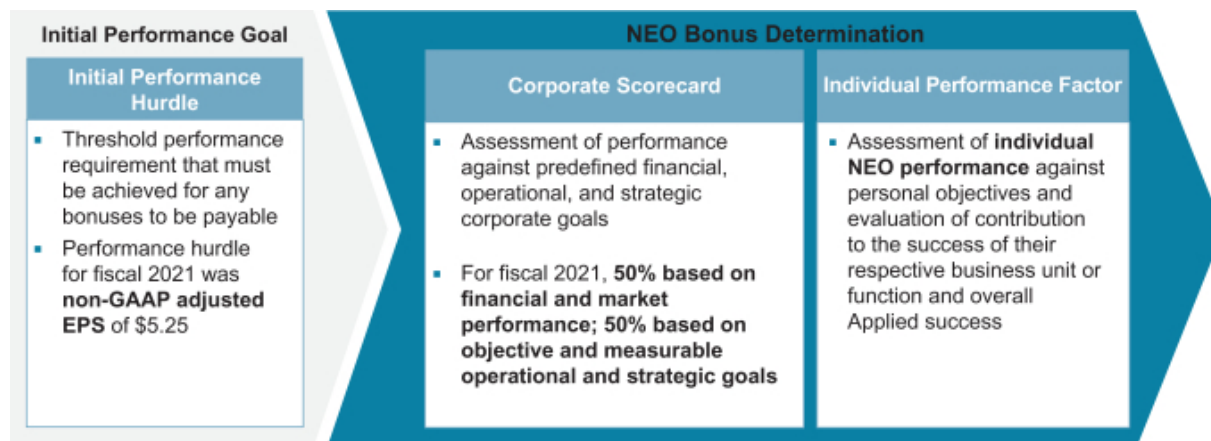 Initial Performance Goal
Initial Performance
Hurdle
▪ Threshold performance
requirement that must
be achieved for any
bonuses to be payable
▪ Performance hurdle
for fiscal 2021 was
non-GAAP adjusted
EPS of $5.25
NEO Bonus Determination
Corporate Scorecard
▪ Assessment of performance
against predefined financial,
operational, and strategic
corporate goals
▪ For fiscal 2021, 50% based on
financial and market
performance; 50% based on
objective and measurable
operational and strategic goals
Individual Performance Factor
▪ Assessment of individual
NEO performance against
personal objectives and
evaluation of contribution
to the success of their
respective business unit or
function and overall
Applied success